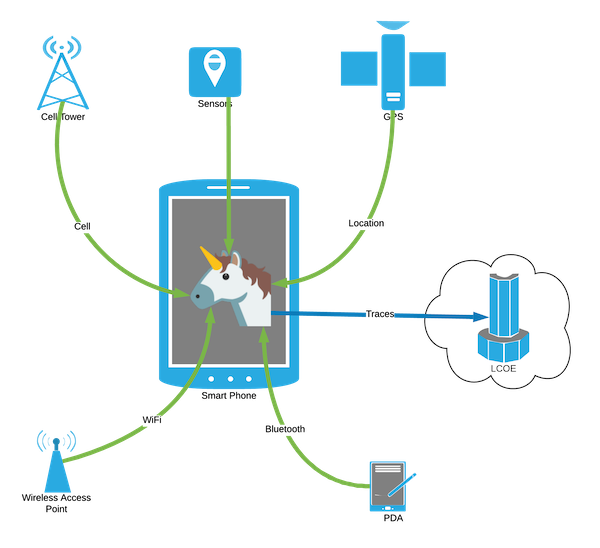 Cell Tower
Sensors
GPS
Cell
Location
Traces
LCOE
Smart Phone
WiFi
Bluetooth
Wireless Access
Point
PDA